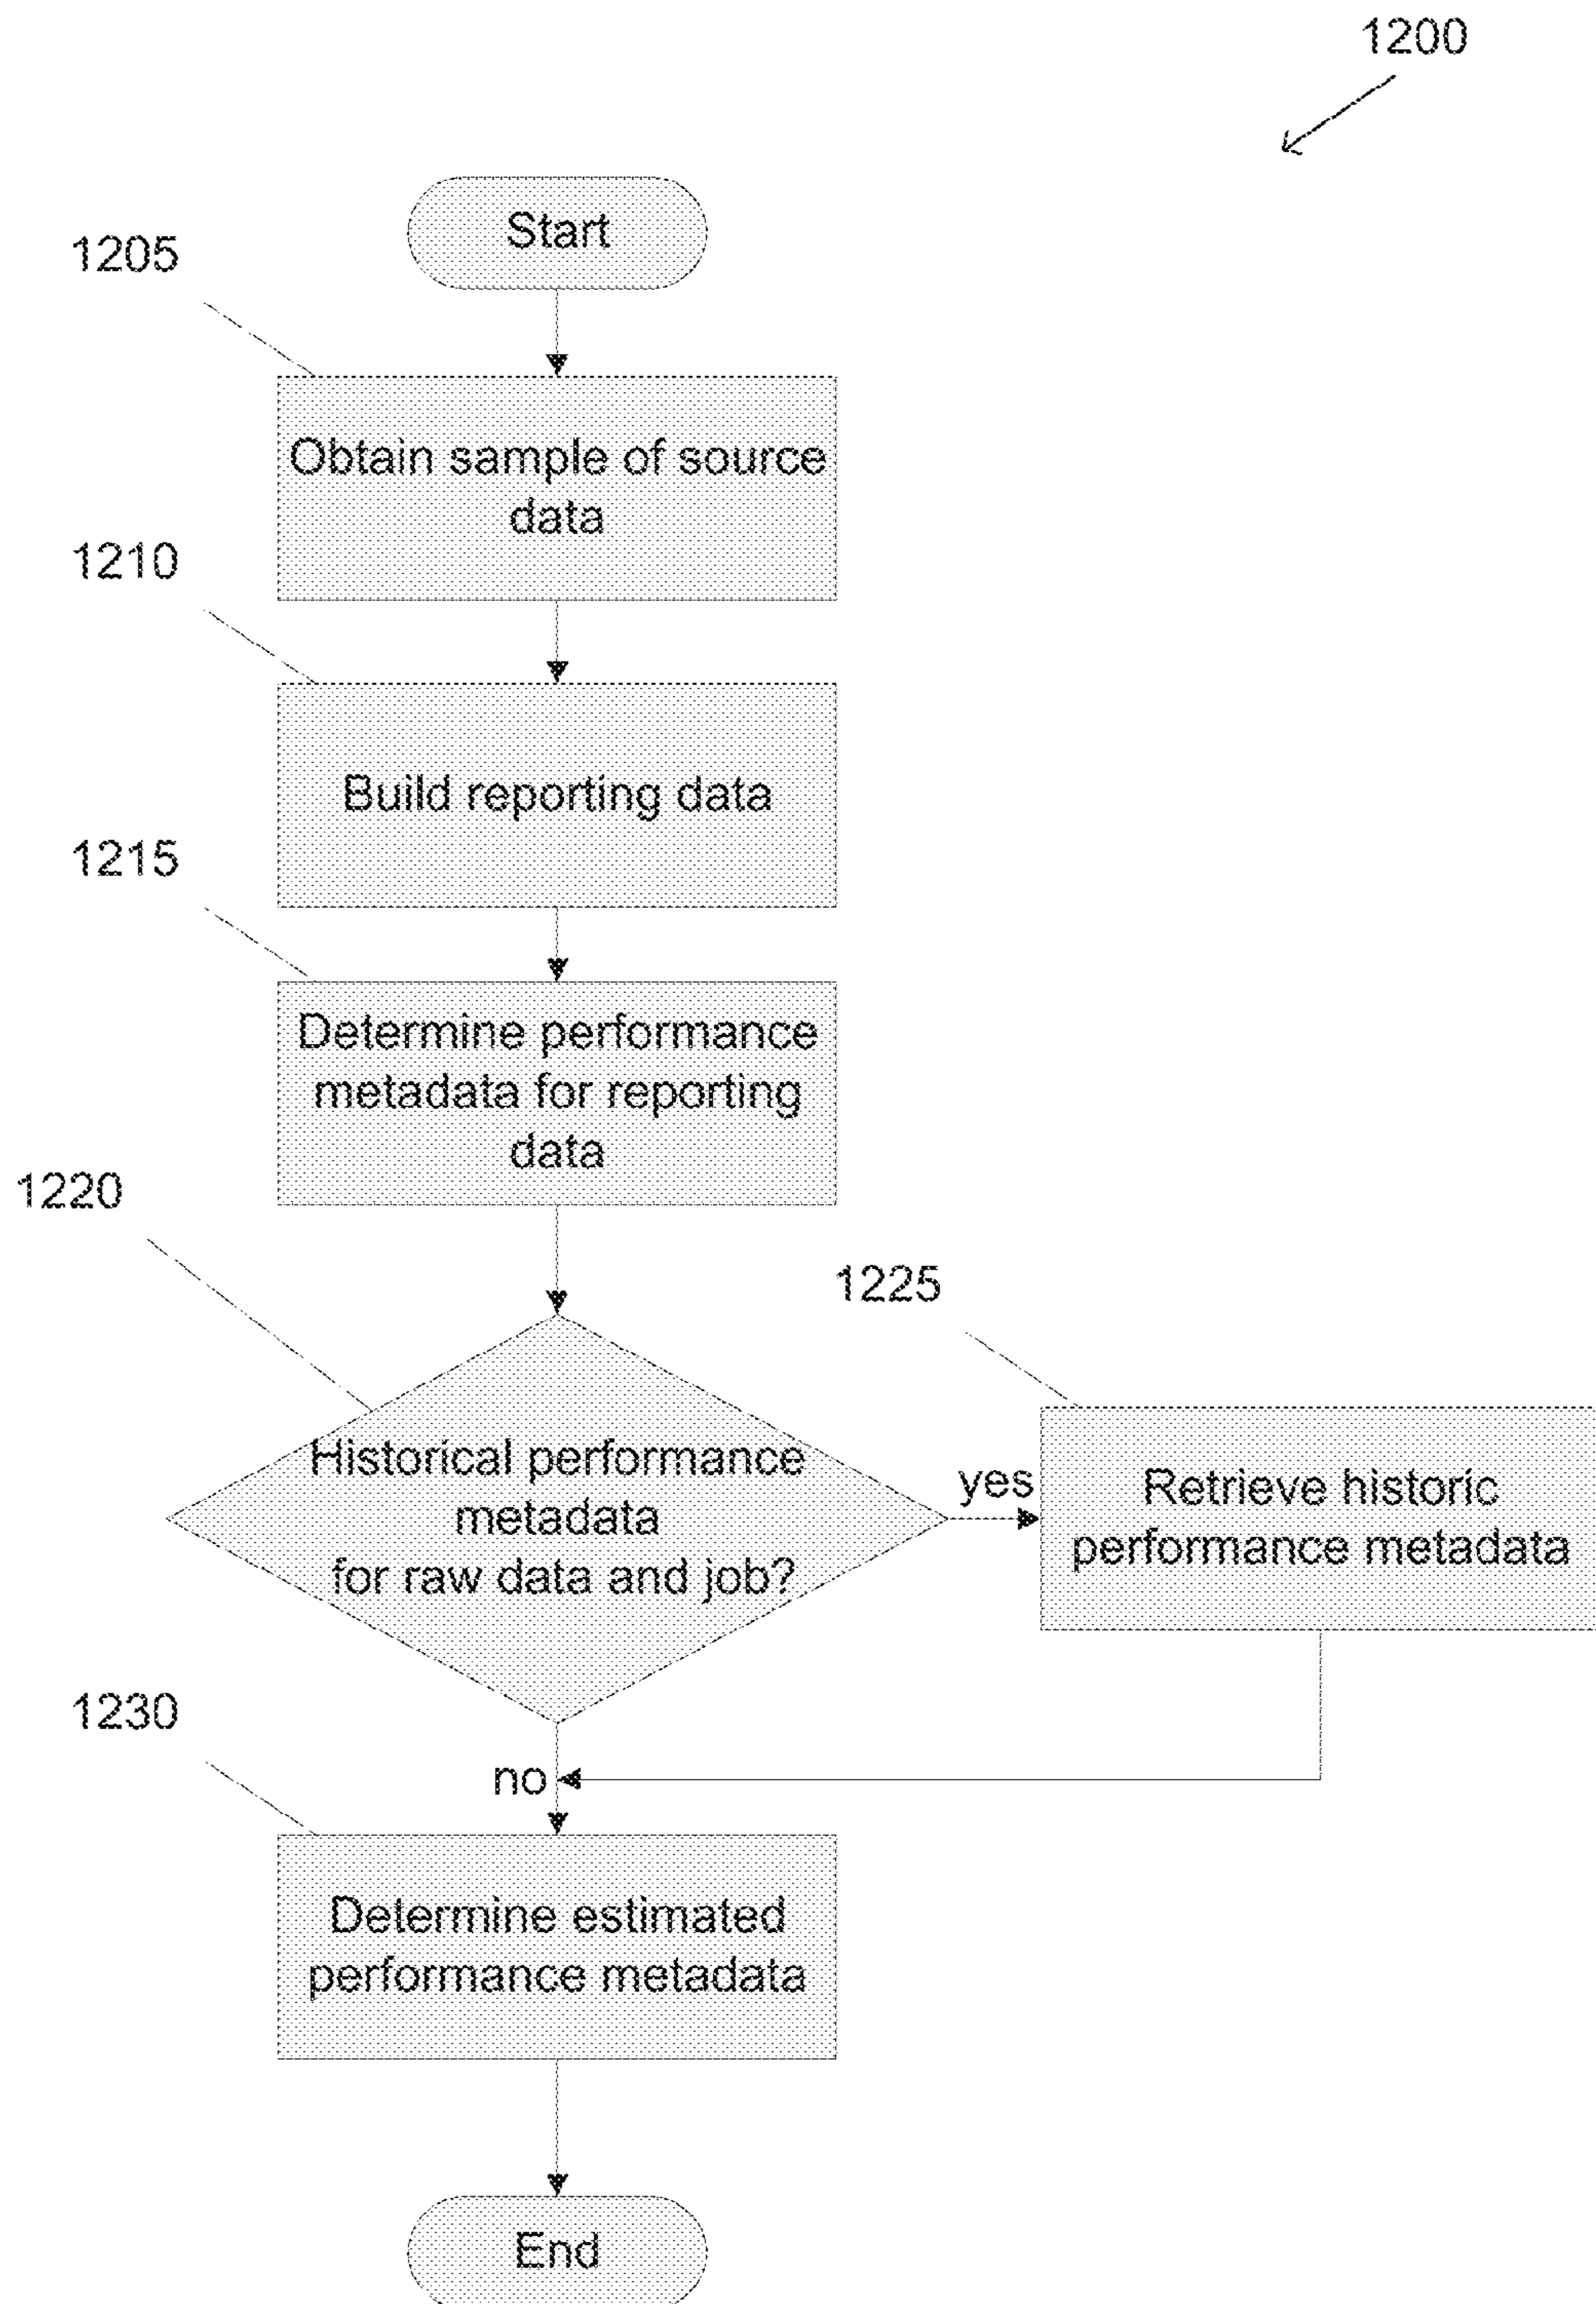 1200
Start
1205
Obtain sample of source
data
1210
Build reporting data
1215
Determine performance
metadata for reporting
data
1220
1225
Historical performance
metadata
for raw data and job?
yes
Retrieve historic
performance metadata
1230
no
Determine estimated
performance metadata
End